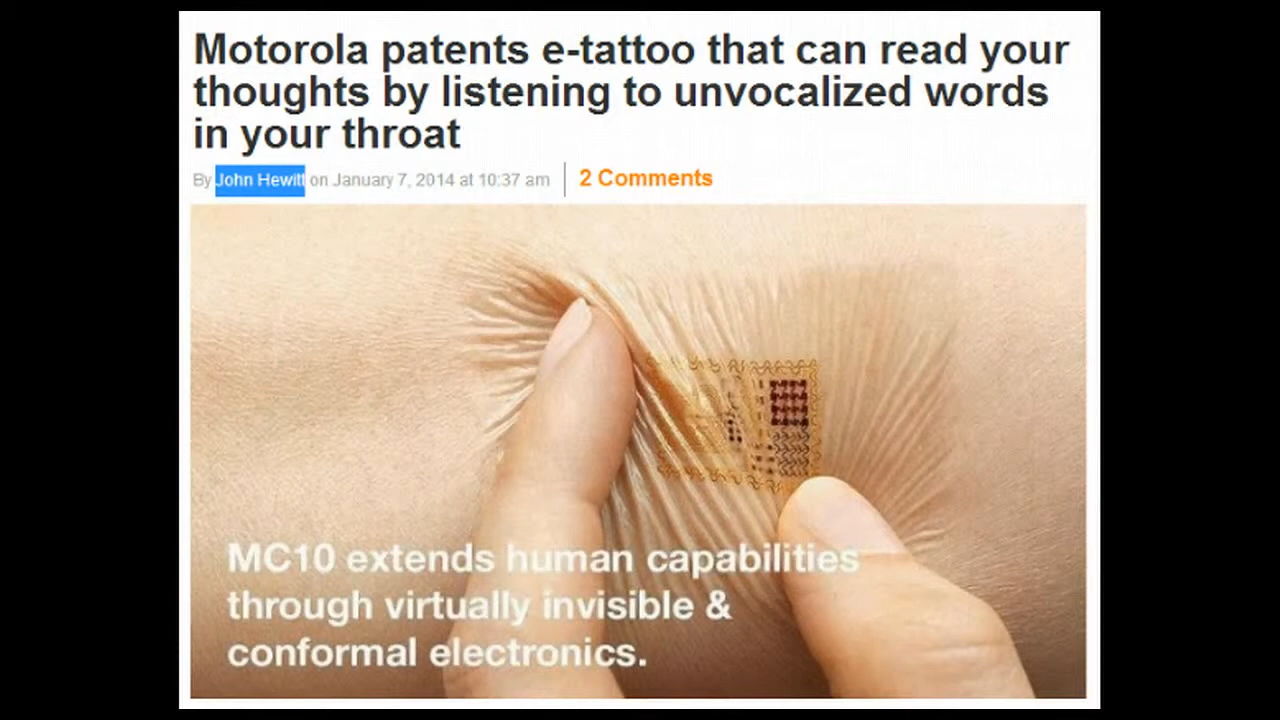 Motorola patents e-tattoo that can read your
thoughts by listening to unvocalized words
in your throat
By John Hewitt on January 7, 2014 at 10:37 am 2 Comments
MC10 extends human capabilities
through virtually invisible &
conformal electronics.